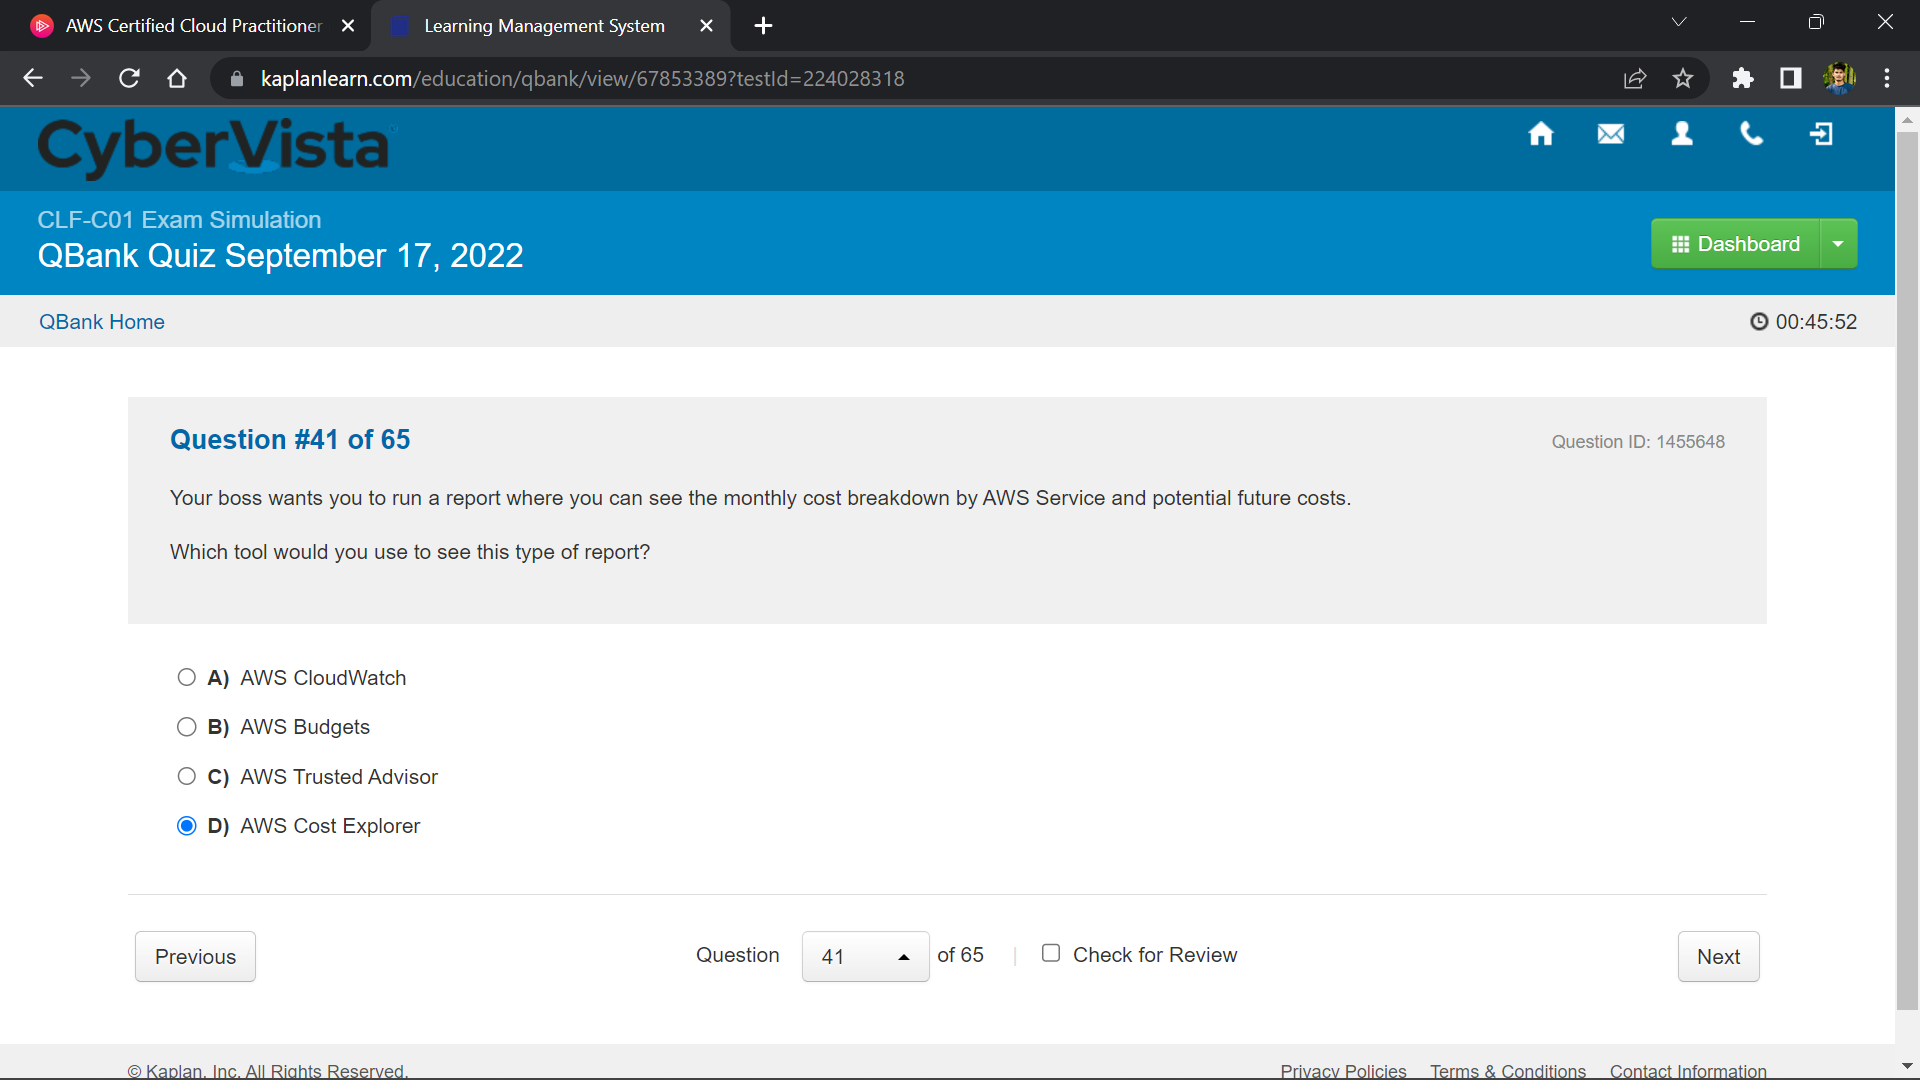 AWS Certified Cloud Practitioner
Learning Management System
kaplanlearn.com/education/qbank/view/67853389?testId=224028318
CyberVista
CLF-C01 Exam Simulation
QBank Quiz September 17, 2022
Dashboard
QBank Home
00:45:52
Question #41 of 65
Question ID: 1455648
Your boss wants you to run a report where you can see the monthly cost breakdown by AWS Service and potential future costs.
Which tool would you use to see this type of report?
A) AWS CloudWatch
B) AWS Budgets
C) AWS Trusted Advisor
D) AWS Cost Explorer
Previous
Question 41 of 65 | Check for Review
Next
© Kaplan, Inc. All Rights Reserved.
Privacy Policies Terms & Conditions Contact Information